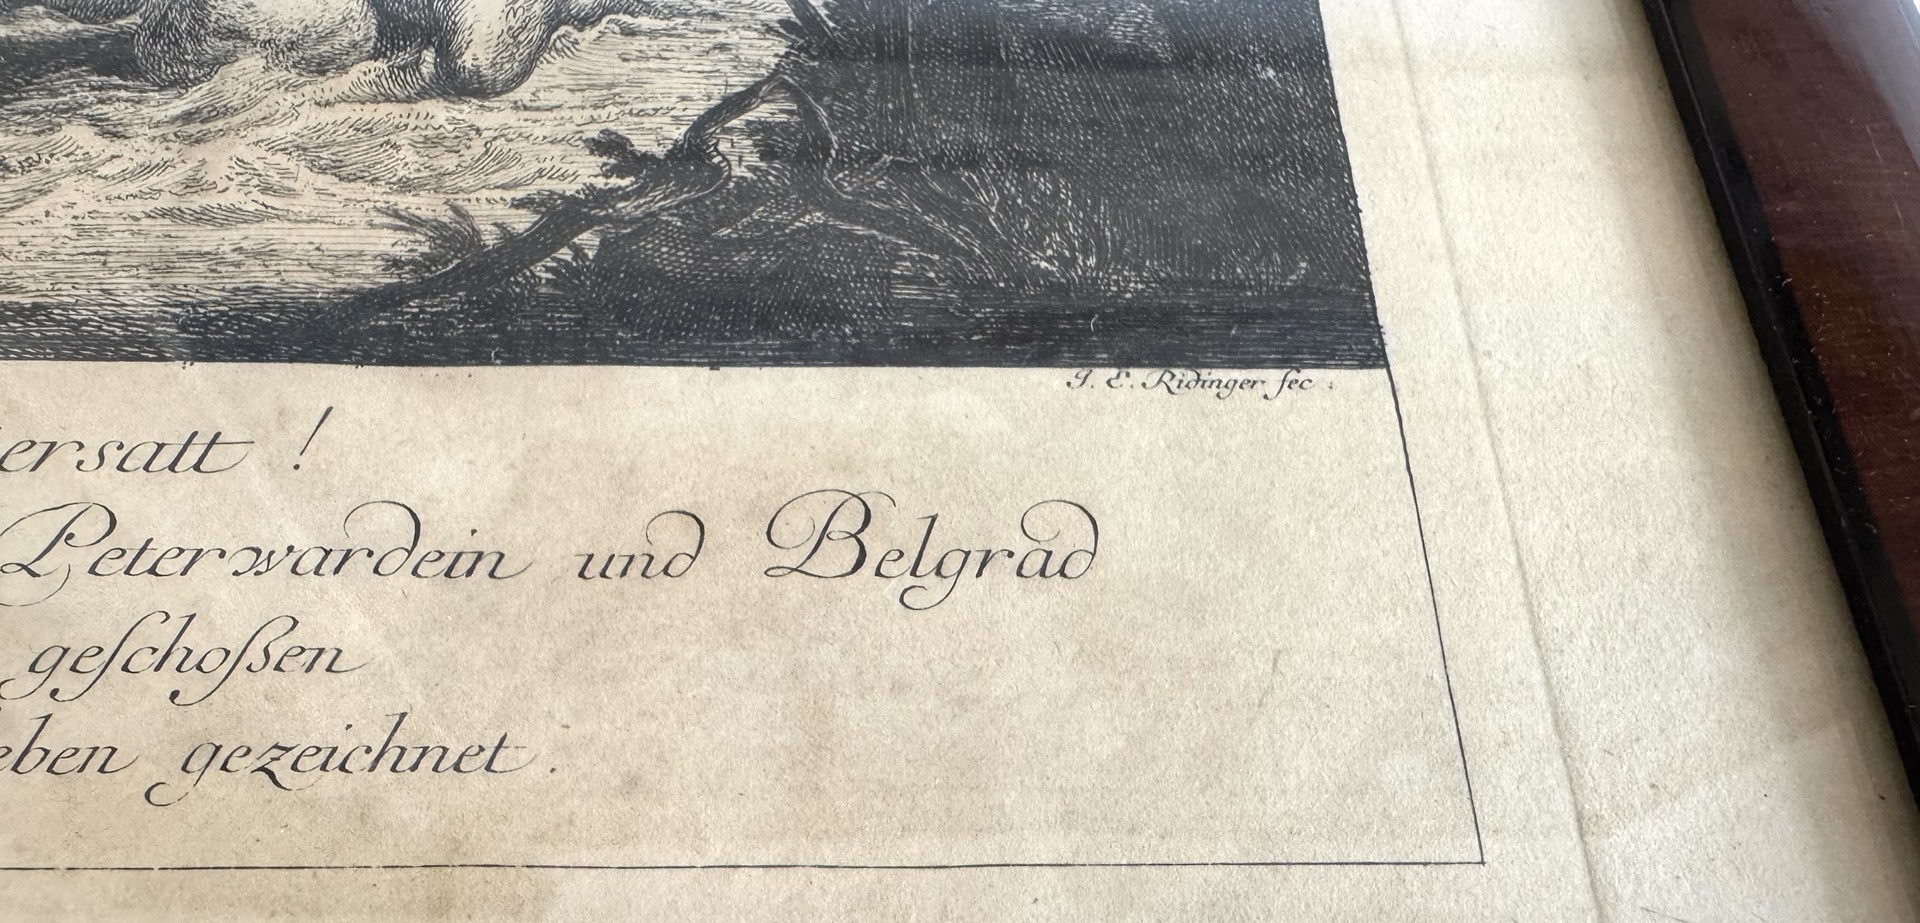 J. E. Ridinger fec :
ersatt !
Peterwardein und Belgrad
geſchoßen
eben gezeichnet.